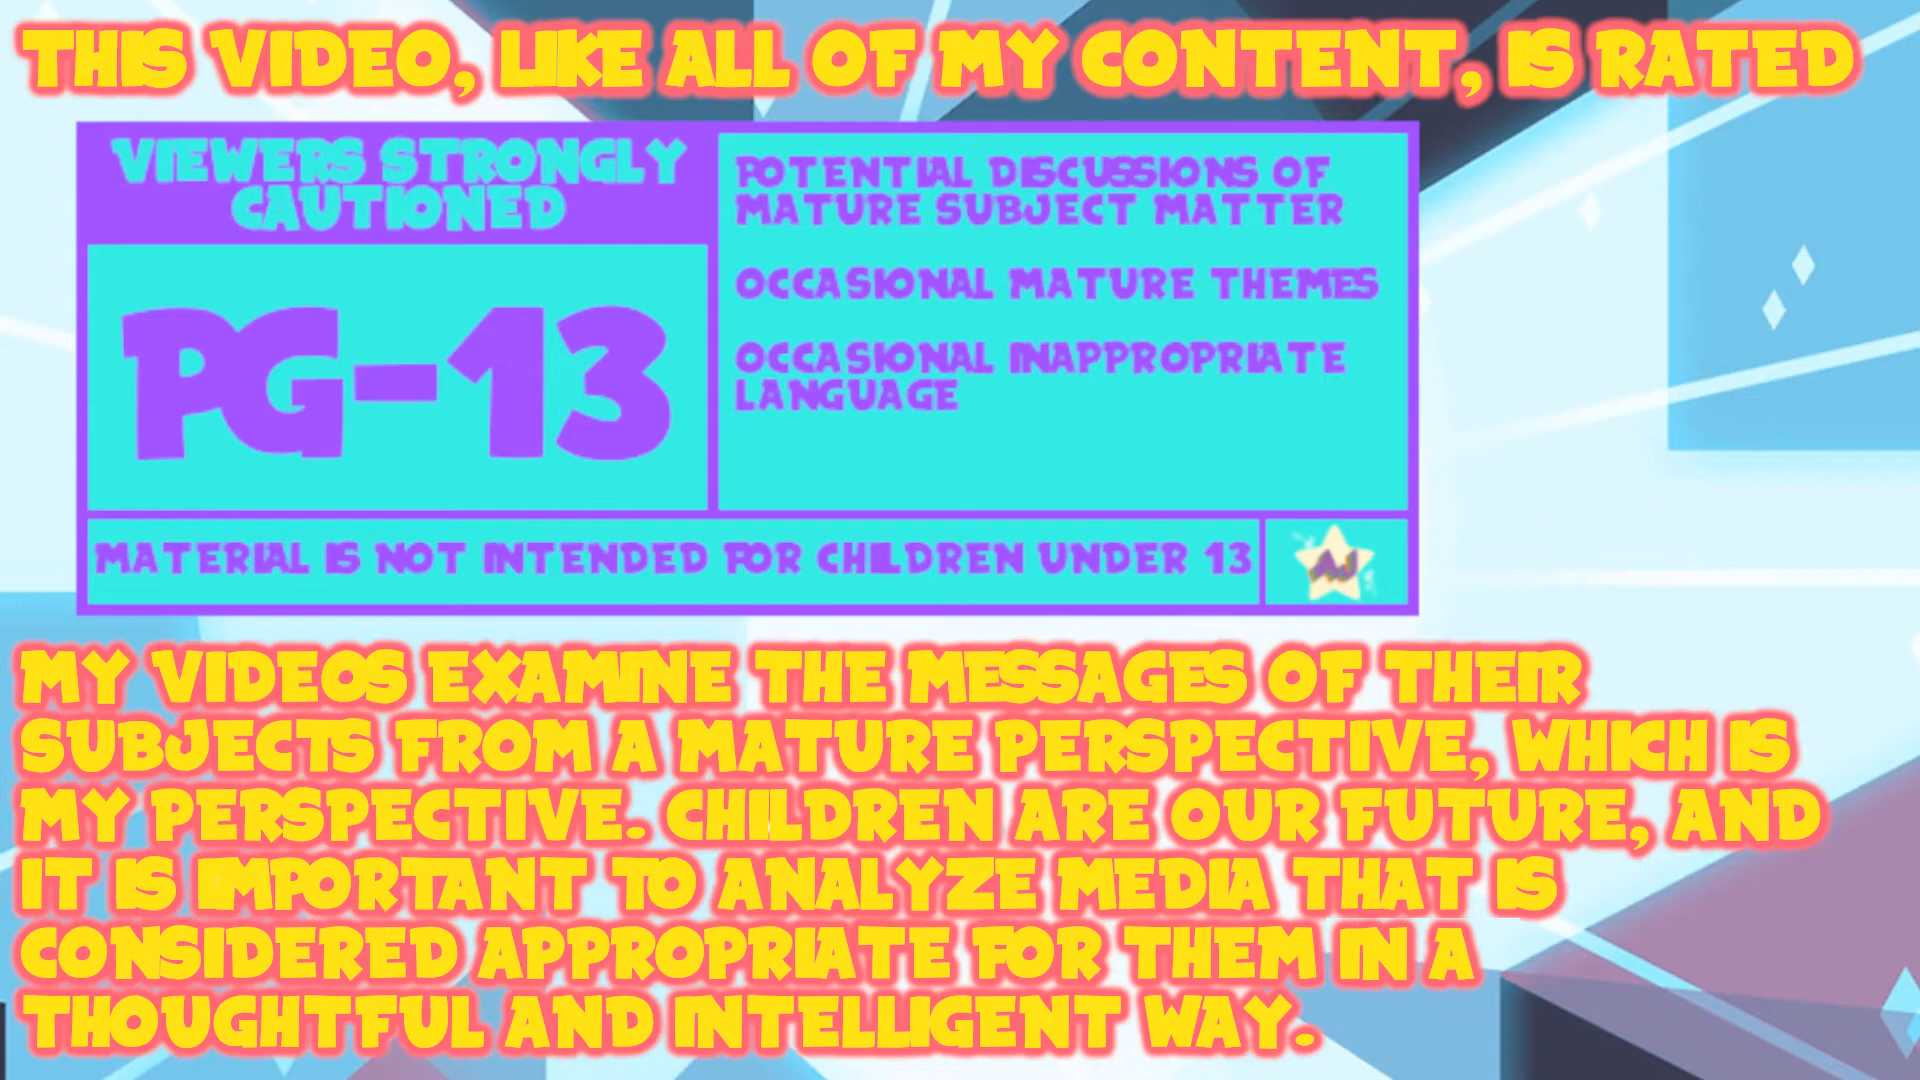 THIS VIDEO, LIKE ALL OF MY CONTENT, IS RATED
VIEWERS STRONGLY
CAUTIONED
PG-13
POTENTIAL DISCUSSIONS OF
MATURE SUBJECT MATTER
OCCASIONAL MATURE THEMES
OCCASIONAL INAPPROPRIATE
LANGUAGE
MATERIAL IS NOT INTENDED FOR CHILDREN UNDER 13
AJ
MY VIDEOS EXAMINE THE MESSAGES OF THEIR
SUBJECTS FROM A MATURE PERSPECTIVE, WHICH IS
MY PERSPECTIVE. CHILDREN ARE OUR FUTURE, AND
IT IS IMPORTANT TO ANALYZE MEDIA THAT IS
CONSIDERED APPROPRIATE FOR THEM IN A
THOUGHTFUL AND INTELLIGENT WAY.